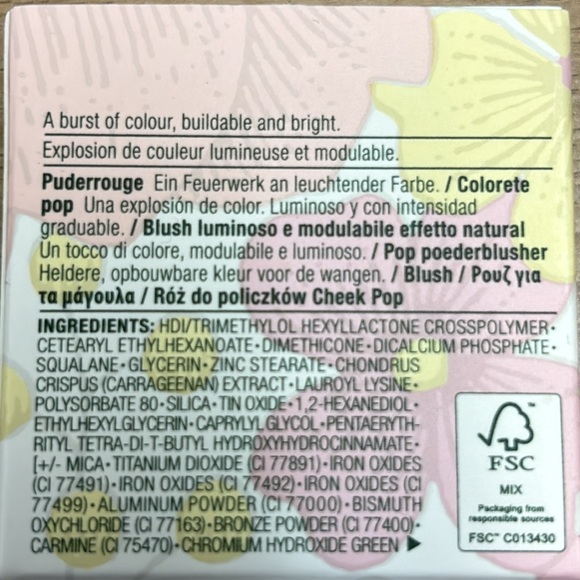 A burst of colour, buildable and bright.
Explosion de couleur lumineuse et modulable.
Puderrouge Ein Feuerwerk an leuchtender Farbe. / Colorete
pop Una explosión de color. Luminoso y con intensidad
graduable. / Blush luminoso e modulabile effetto natural
Un tocco di colore, modulabile e luminoso. / Pop poederblusher
Heldere, opbouwbare kleur voor de wangen. / Blush / Ρουζ για
τα μάγουλα / Róż do policzków Cheek Pop
INGREDIENTS: HDI/TRIMETHYLOL HEXYLLACTONE CROSSPOLYMER•
CETEARYL ETHYLHEXANOATE•DIMETHICONE•DICALCIUM PHOSPHATE•
SQUALANE•GLYCERIN•ZINC STEARATE•CHONDRUS
CRISPUS (CARRAGEENAN) EXTRACT•LAUROYL LYSINE•
POLYSORBATE 80•SILICA•TIN OXIDE•1,2-HEXANEDIOL•
ETHYLHEXYLGLYCERIN•CAPRYLYL GLYCOL•PENTAERYTH-
RITYL TETRA-DI-T-BUTYL HYDROXYHYDROCINNAMATE•
[+/- MICA•TITANIUM DIOXIDE (CI 77891)•IRON OXIDES
(CI 77491)•IRON OXIDES (CI 77492)•IRON OXIDES (CI
77499)•ALUMINUM POWDER (CI 77000)•BISMUTH
OXYCHLORIDE (CI 77163)•BRONZE POWDER (CI 77400)•
CARMINE (CI 75470)•CHROMIUM HYDROXIDE GREEN ▶
™
FSC
MIX
Packaging from
responsible sources
FSC™ C013430